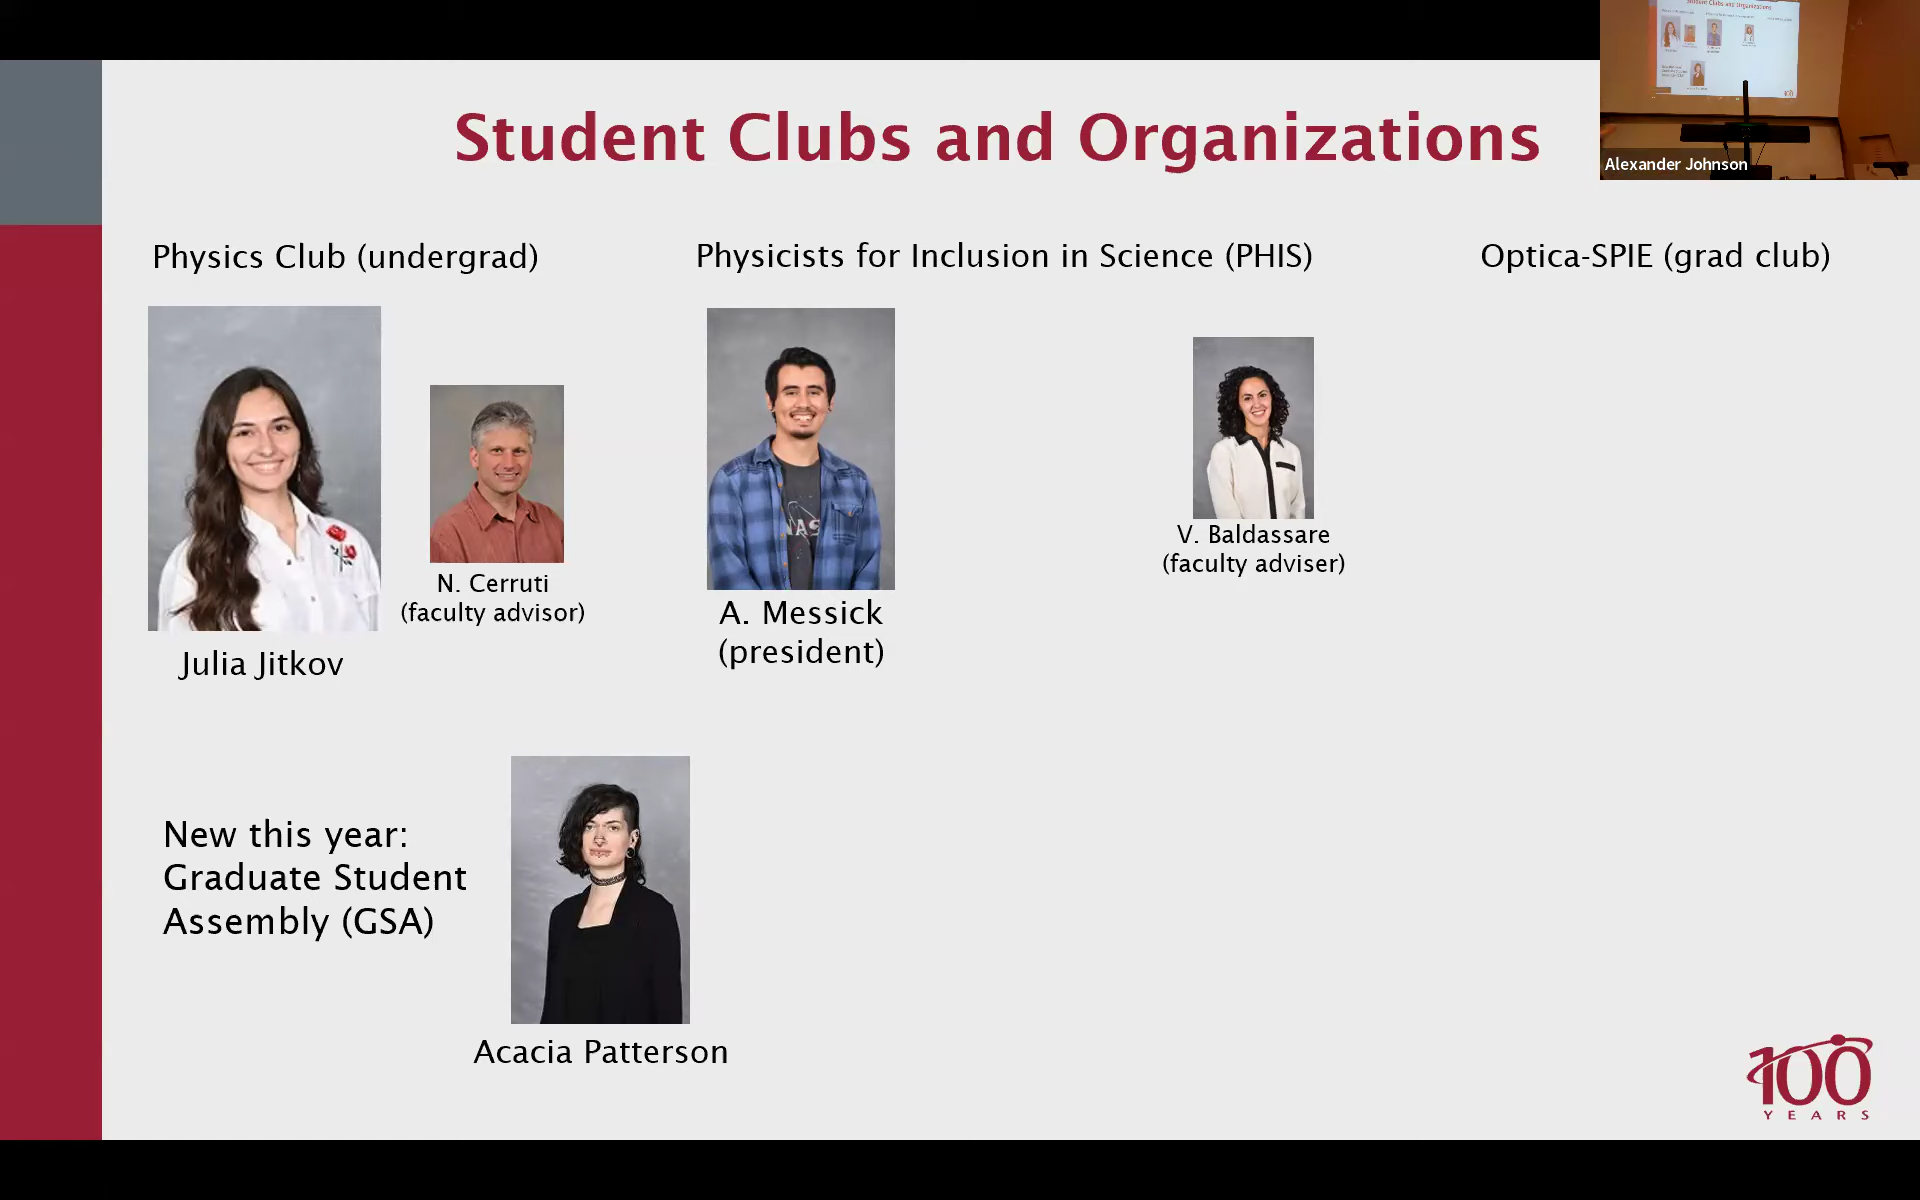 Student Clubs and Organizations
Alexander Johnson
Physics Club (undergrad)
Physicists for Inclusion in Science (PHIS)
Optica-SPIE (grad club)
N. Cerruti
(faculty advisor)
Julia Jitkov
A. Messick
(president)
V. Baldassare
(faculty adviser)
New this year:
Graduate Student
Assembly (GSA)
Acacia Patterson
100
YEARS